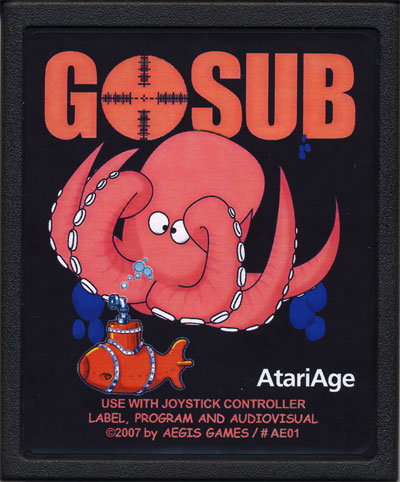 GOSUB
AtariAge
USE WITH JOYSTICK CONTROLLER
LABEL, PROGRAM AND AUDIOVISUAL
©2007 by AEGIS GAMES / # AE01